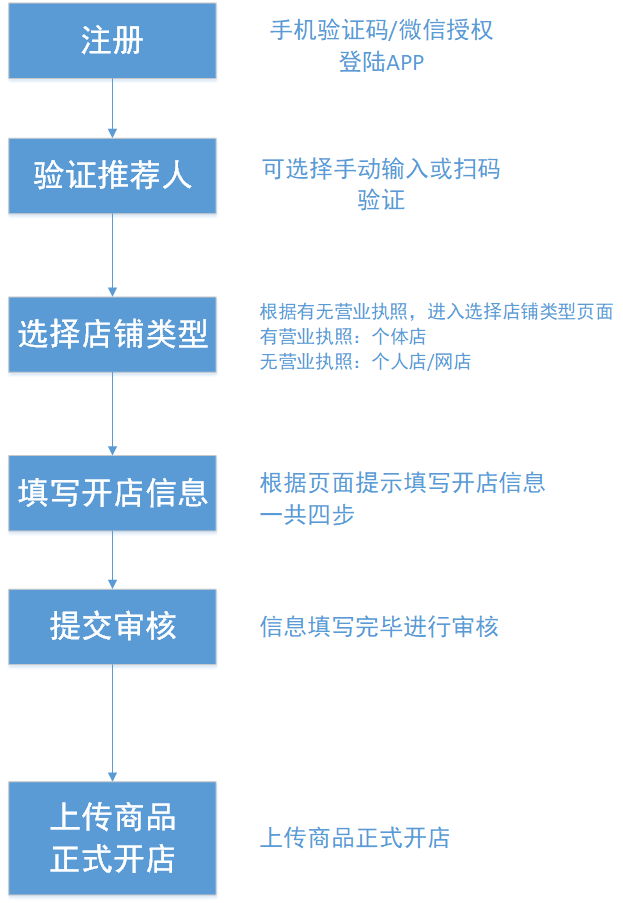 注册
手机验证码/微信授权
登陆APP
验证推荐人
可选择手动输入或扫码
验证
选择店铺类型
根据有无营业执照，进入选择店铺类型页面
有营业执照：个体店
无营业执照：个人店/网店
填写开店信息
根据页面提示填写开店信息
一共四步
提交审核
信息填写完毕进行审核
上传商品
正式开店
上传商品正式开店